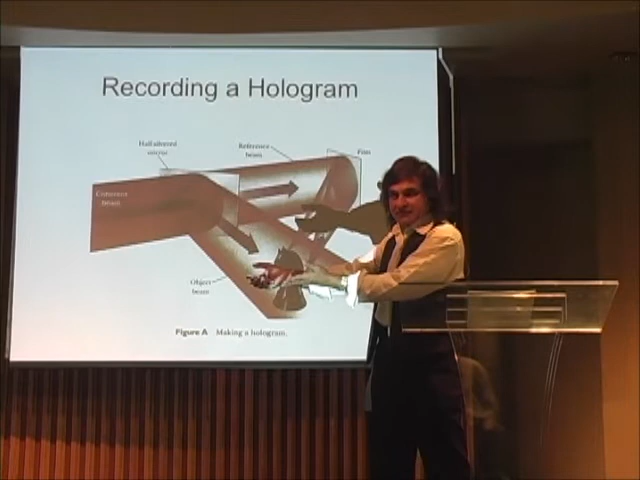 Recording a Hologram
Half-silvered
mirror
Reference
beam
Film
Coherent
beam
Object
beam
Figure A Making a hologram.